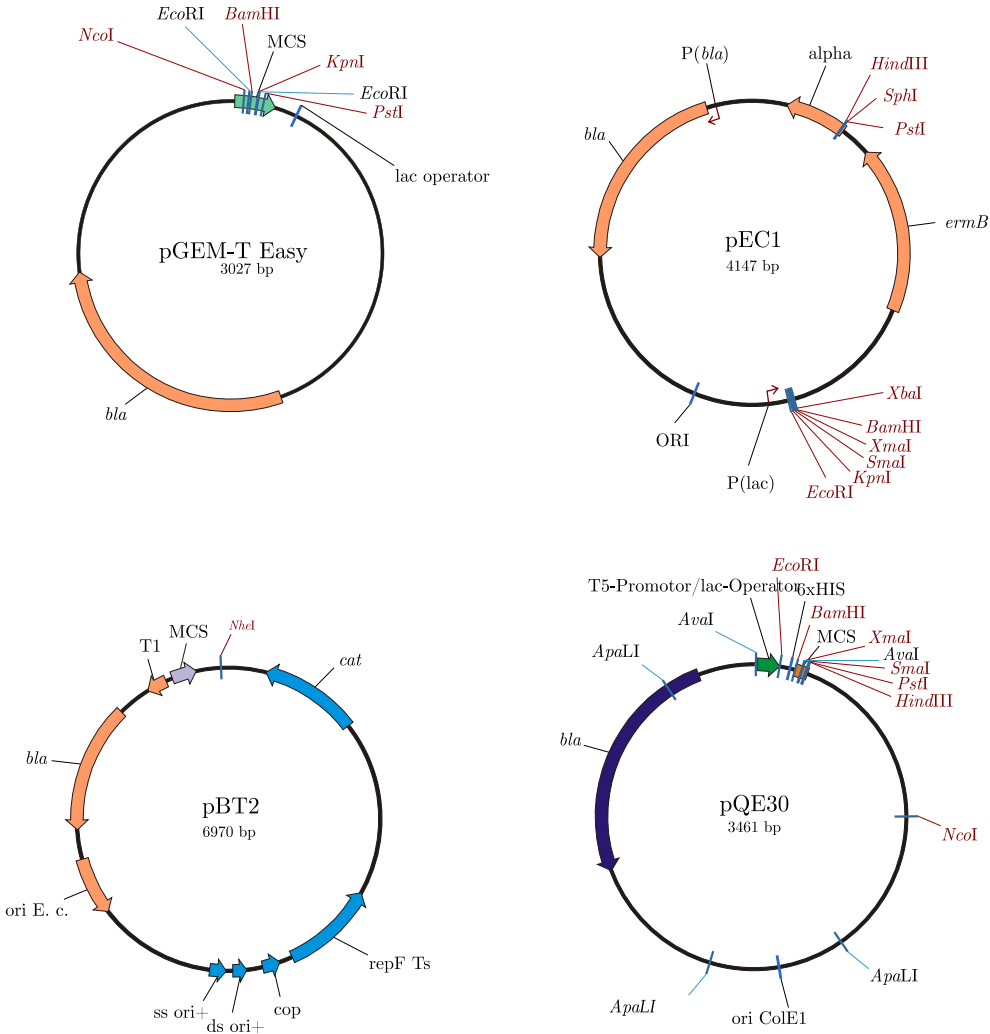 EcoRI
BamHI
NcoI
MCS
KpnI
EcoRI
PstI
lac operator
pGEM-T Easy
3027 bp
bla
P(bla)
alpha
HindIII
SphI
PstI
bla
ermB
pEC1
4147 bp
XbaI
BamHI
XmaI
SmaI
KpnI
EcoRI
ORI
P(lac)
T1
MCS
NheI
cat
bla
pBT2
6970 bp
ori E. c.
repF Ts
ss ori+
ds ori+
cop
EcoRI
T5-Promotor/lac-Operator
6xHIS
BamHI
AvaI
MCS
XmaI
AvaI
SmaI
PstI
HindIII
ApaLI
bla
pQE30
3461 bp
NcoI
ApaLI
ApaLI
ori ColE1